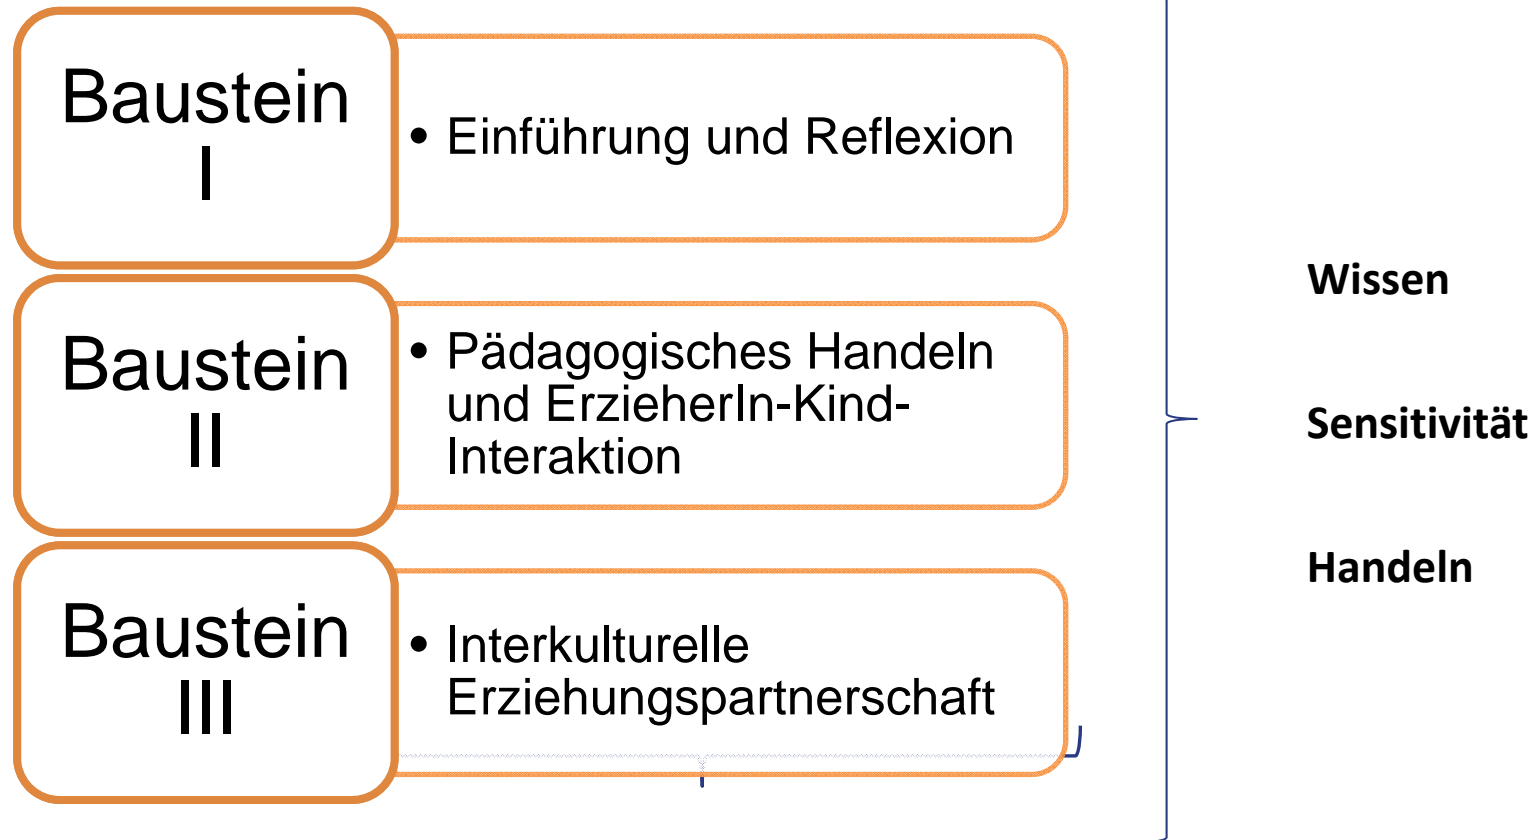 Baustein
I
• Einführung und Reflexion
Baustein
II
• Pädagogisches Handeln
und ErzieherIn-Kind-
Interaktion
Baustein
III
• Interkulturelle
Erziehungspartnerschaft
Wissen
Sensitivität
Handeln